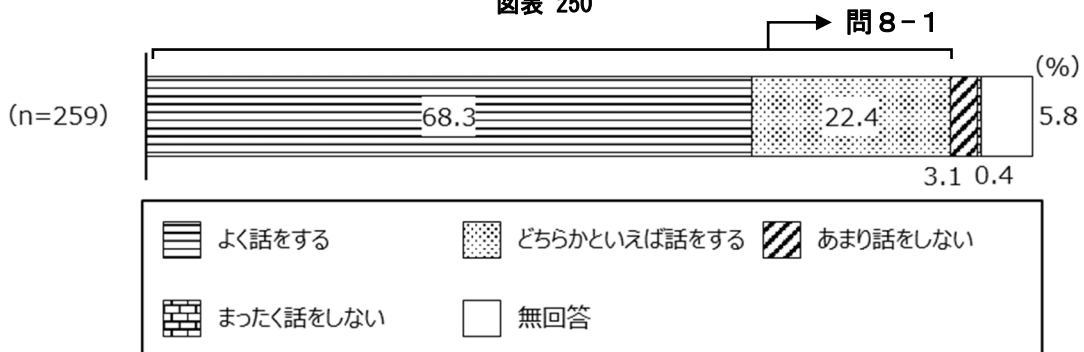 図表 250
問8-1
(%)
(n=259)
68.3
22.4
5.8
3.1
0.4
よく話をする
どちらかといえば話をする
あまり話をしない
まったく話をしない
無回答